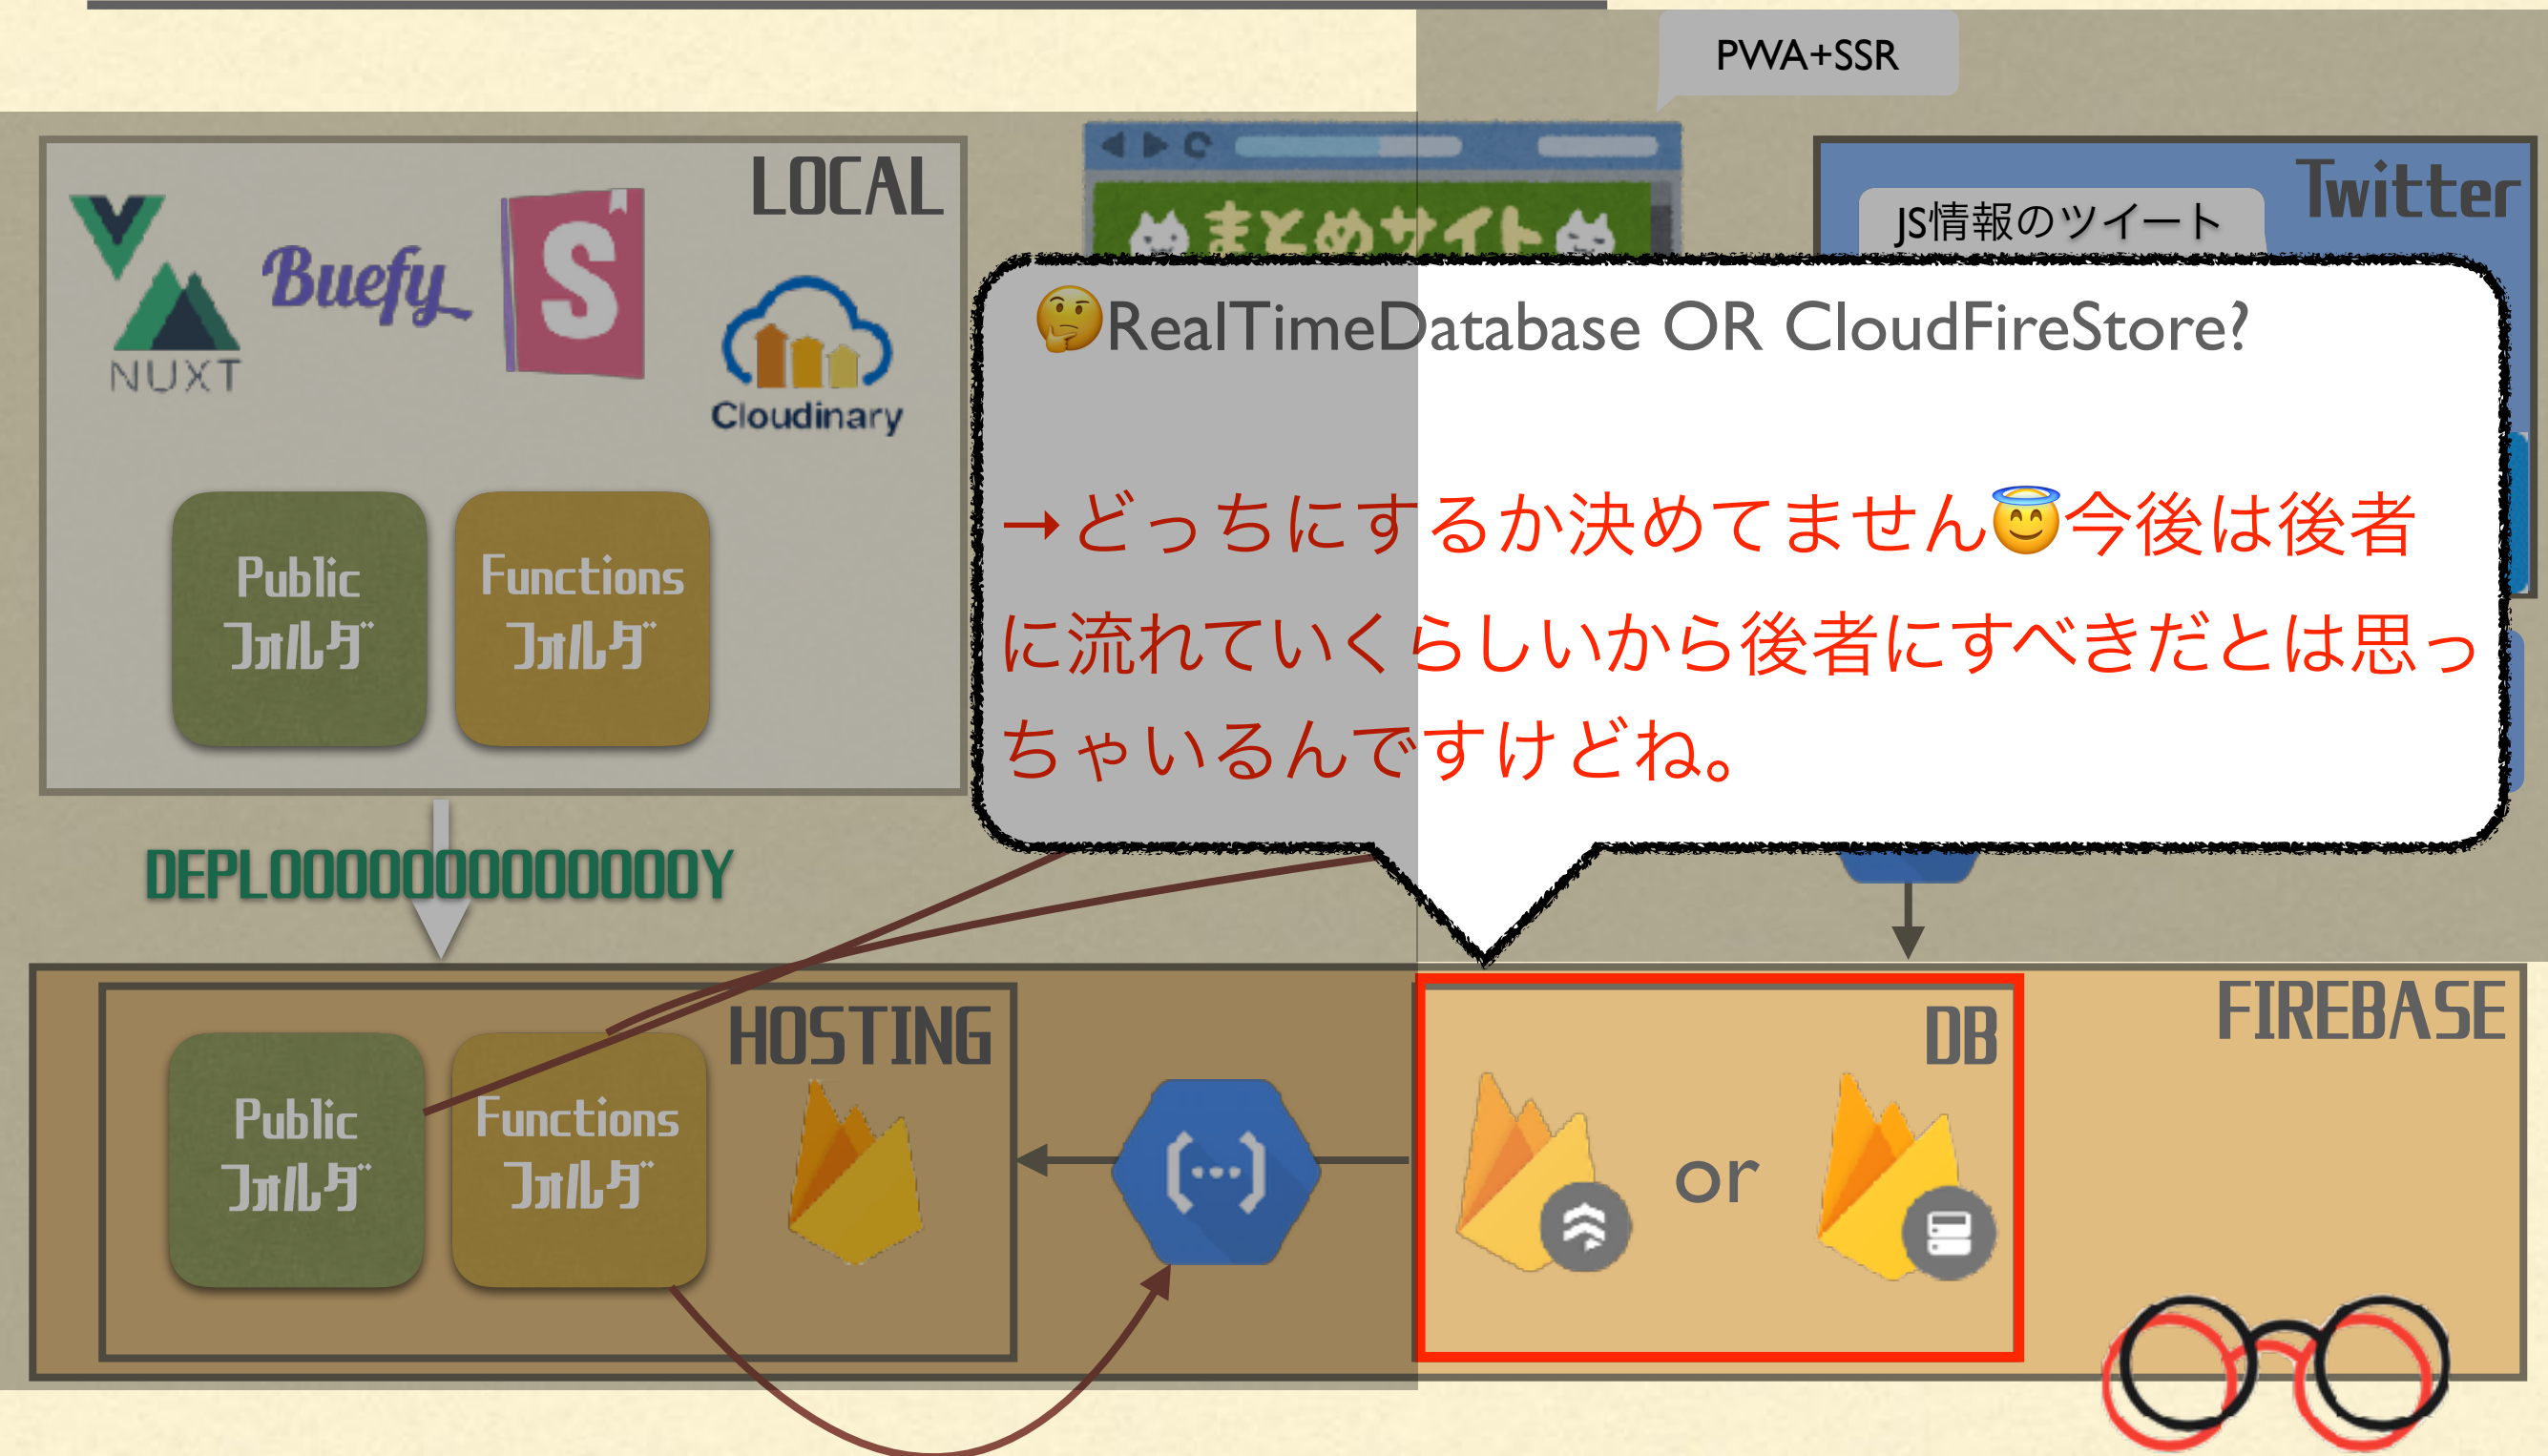 PWA+SSR
LOCAL
NUXT
Buefy
S
Cloudinary
Public
フォルダ
Functions
フォルダ
まとめサイト
Twitter
JS情報のツイート
🤔RealTimeDatabase OR CloudFireStore?
→どっちにするか決めてません😇今後は後者
に流れていくらしいから後者にすべきだとは思っ
ちゃいるんですけどね。
DEPLOOOOOOOOOOOOOY
HOSTING
Public
フォルダ
Functions
フォルダ
DB
or
FIREBASE